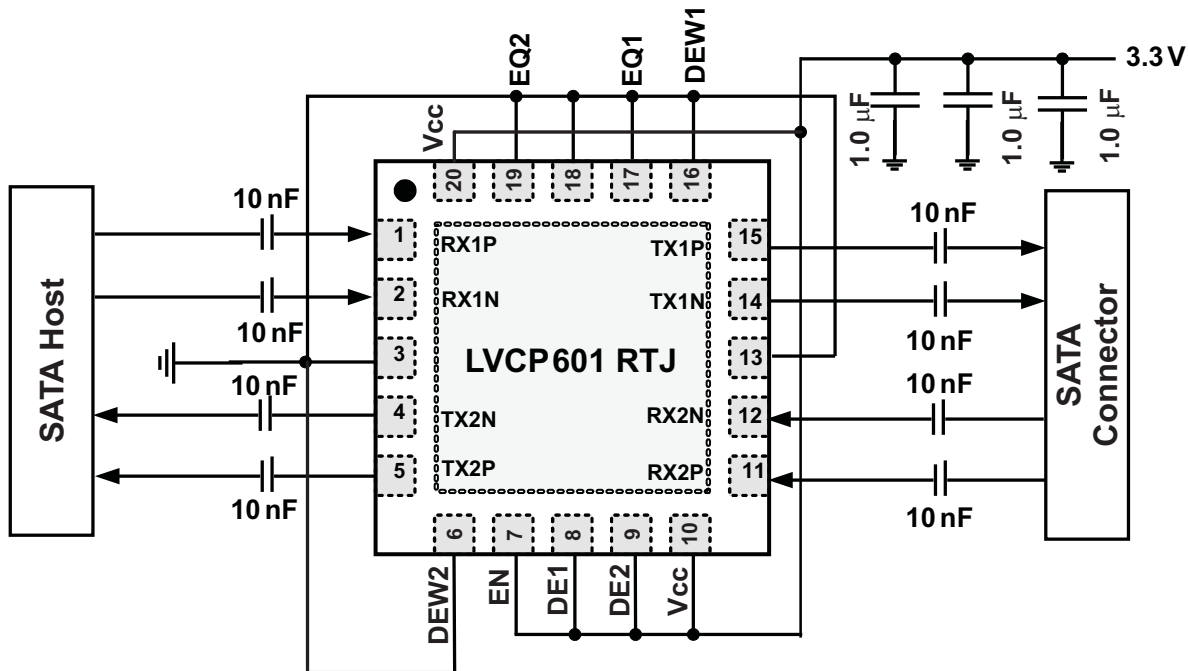 EQ2
EQ1
DEW1
3.3 V
Vcc
1.0 µF
1.0 µF
1.0 µF
20
19
18
17
16
SATA Host
10 nF
10 nF
10 nF
10 nF
1
RX1P
2
RX1N
3
4
TX2N
5
TX2P
LVCP601 RTJ
TX1P
15
TX1N
14
13
RX2N
12
RX2P
11
10 nF
10 nF
10 nF
10 nF
SATA
Connector
6
7
8
9
10
DEW2
EN
DE1
DE2
Vcc